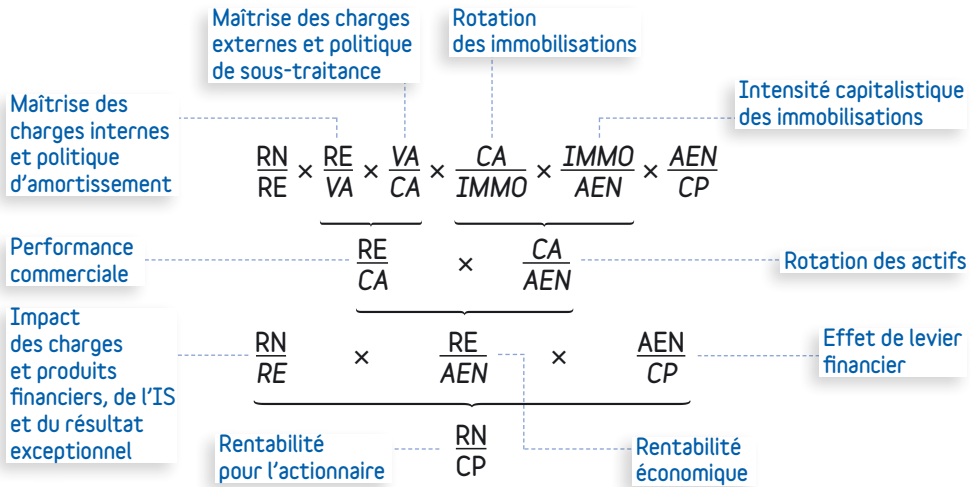 Maîtrise des charges
externes et politique
de sous-traitance
Rotation
des immobilisations
Maîtrise des
charges internes
et politique
d'amortissement
Intensité capitalistique
des immobilisations
RN/RE × RE/VA × VA/CA × CA/IMMO × IMMO/AEN × AEN/CP
Performance
commerciale
RE/CA × CA/AEN
Rotation des actifs
Impact
des charges
et produits
financiers, de l'IS
et du résultat
exceptionnel
RN/RE × RE/AEN × AEN/CP
Effet de levier
financier
Rentabilité
pour l'actionnaire
RN/CP
Rentabilité
économique